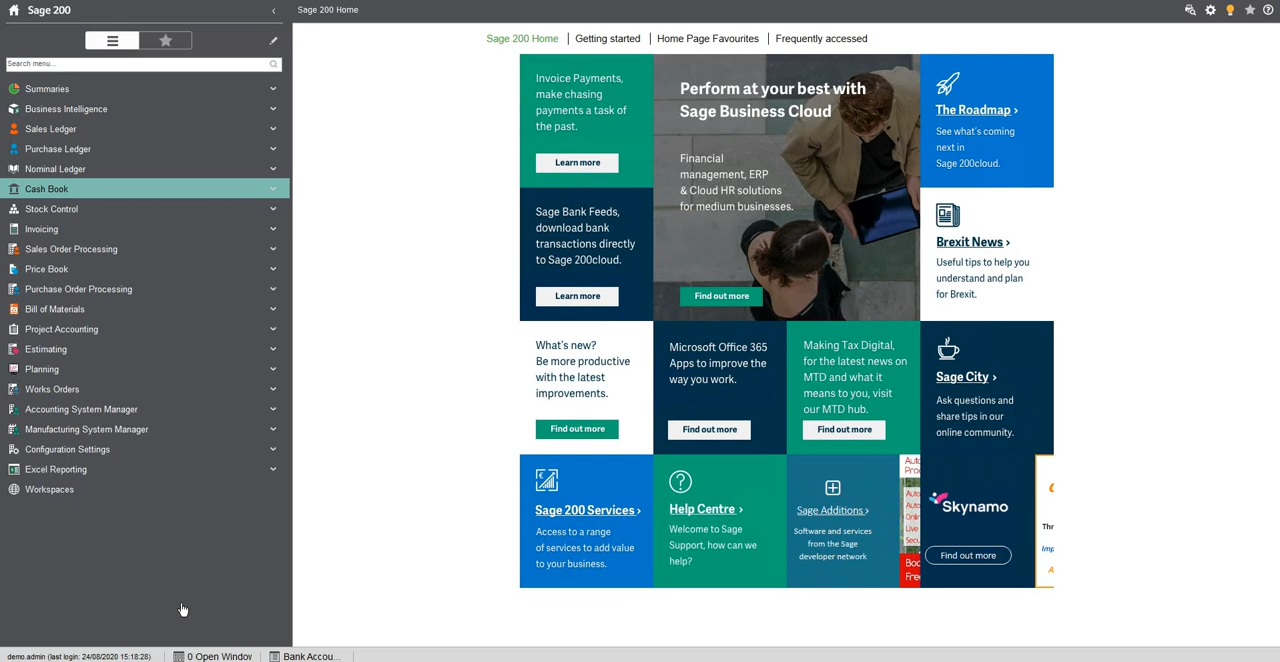 Sage 200
Sage 200 Home
Search menu...
Summaries
Business Intelligence
Sales Ledger
Purchase Ledger
Nominal Ledger
Cash Book
Stock Control
Invoicing
Sales Order Processing
Price Book
Purchase Order Processing
Bill of Materials
Project Accounting
Estimating
Planning
Works Orders
Accounting System Manager
Manufacturing System Manager
Configuration Settings
Excel Reporting
Workspaces
Sage 200 Home
Getting started
Home Page Favourites
Frequently accessed
Invoice Payments,
make chasing
payments a task of
the past.
Learn more
Sage Bank Feeds,
download bank
transactions directly
to Sage 200cloud.
Learn more
Perform at your best with
Sage Business Cloud
Financial
management, ERP
& Cloud HR solutions
for medium businesses.
Find out more
The Roadmap ›
See what's coming
next in
Sage 200cloud.
Brexit News ›
Useful tips to help you
understand and plan
for Brexit.
What's new?
Be more productive
with the latest
improvements.
Find out more
Microsoft Office 365
Apps to improve the
way you work.
Find out more
Making Tax Digital,
for the latest news on
MTD and what it
means to you, visit
our MTD hub.
Find out more
Sage City ›
Ask questions and
share tips in our
online community.
Sage 200 Services ›
Access to a range
of services to add value
to your business.
Help Centre ›
Welcome to Sage
Support, how can we
help?
Sage Additions ›
Software and services
from the Sage
developer network
Skynamo
Find out more
demo.admin (last login: 24/08/2020 15:18:28)
0 Open Window
Bank Accou...